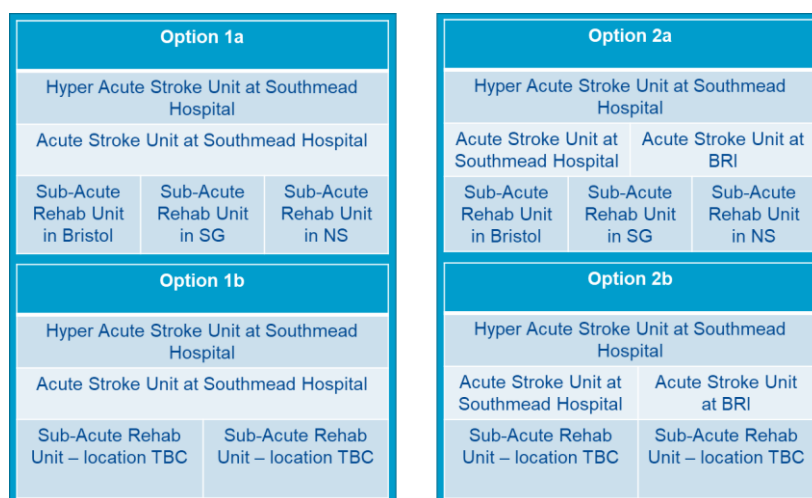 Option 1a
Hyper Acute Stroke Unit at Southmead
Hospital
Acute Stroke Unit at Southmead Hospital
Sub-Acute
Rehab Unit
in Bristol
Sub-Acute
Rehab Unit
in SG
Sub-Acute
Rehab Unit
in NS
Option 1b
Hyper Acute Stroke Unit at Southmead
Hospital
Acute Stroke Unit at Southmead Hospital
Sub-Acute Rehab
Unit – location TBC
Sub-Acute Rehab
Unit – location TBC
Option 2a
Hyper Acute Stroke Unit at Southmead
Hospital
Acute Stroke Unit at
Southmead Hospital
Acute Stroke Unit at
BRI
Sub-Acute
Rehab Unit
in Bristol
Sub-Acute
Rehab Unit
in SG
Sub-Acute
Rehab Unit
in NS
Option 2b
Hyper Acute Stroke Unit at Southmead
Hospital
Acute Stroke Unit at
Southmead Hospital
Acute Stroke Unit
at BRI
Sub-Acute Rehab
Unit – location TBC
Sub-Acute Rehab
Unit – location TBC